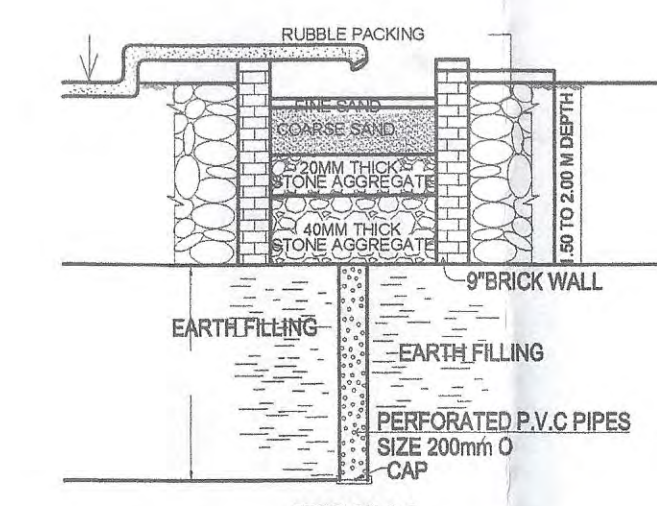 RUBBLE PACKING
FINE SAND
COARSE SAND
20MM THICK
STONE AGGREGATE
40MM THICK
STONE AGGREGATE
1.50 TO 2.00 M DEPTH
9"BRICK WALL
EARTH FILLING
EARTH FILLING
PERFORATED P.V.C PIPES
SIZE 200mm O
CAP